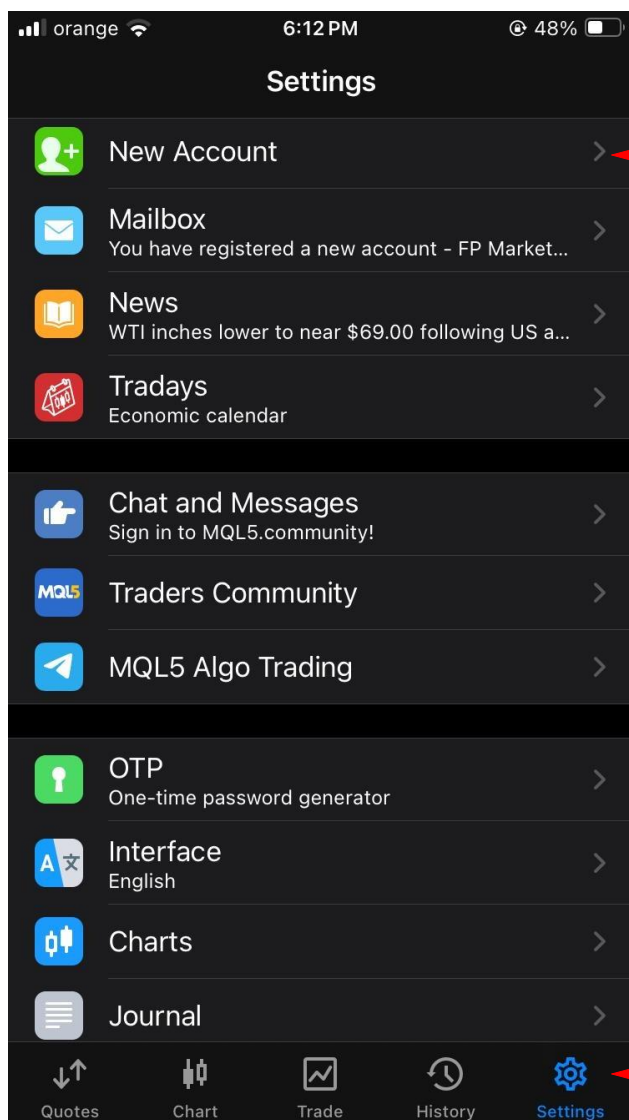 orange 6:12 PM 48%
Settings
New Account
Mailbox
You have registered a new account - FP Market...
News
WTI inches lower to near $69.00 following US a...
Tradays
Economic calendar
Chat and Messages
Sign in to MQL5.community!
MQL5 Traders Community
MQL5 Algo Trading
OTP
One-time password generator
A 文 Interface
English
Charts
Journal
Quotes Chart Trade History Settings